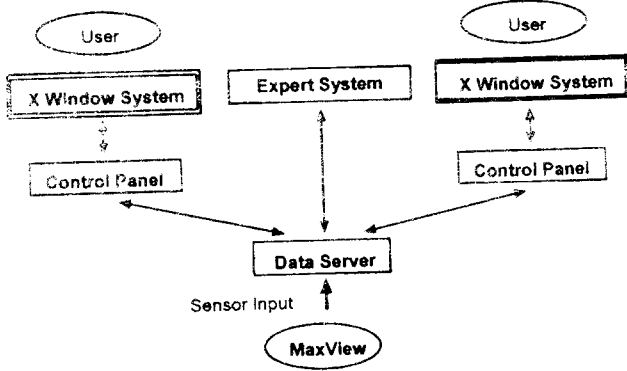 User
User
X Window System
Expert System
X Window System
Control Panel
Control Panel
Data Server
Sensor Input
MaxView